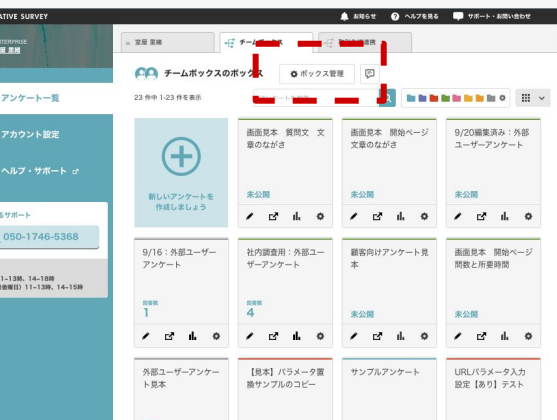 ATIVE SURVEY
お知らせ
ヘルプを見る
サポート・お問い合わせ
NTERPRISE
室屋 里緒
室屋 里緒
アンケート一覧
アカウント設定
ヘルプ・サポート
るサポート
050-1746-5368
1~13時、14~18時
金曜日）11~13時、14~15時
チームボックスのボックス
ボックス管理
23 件中 1-23 件を表示
新しいアンケートを
作成しましょう
画面見本 質問文 文
章のながさ
未公開
画面見本 開始ページ
文章のながさ
未公開
9/20編集済み：外部
ユーザーアンケート
未公開
9/16：外部ユーザー
アンケート
回答数
1
社内調査用：外部ユー
ザーアンケート
回答数
4
顧客向けアンケート見
本
未公開
画面見本 開始ページ
問数と所要時間
未公開
外部ユーザーアンケー
ト見本
【見本】パラメータ置
換サンプルのコピー
サンプルアンケート
URLパラメータ入力
設定【あり】テスト